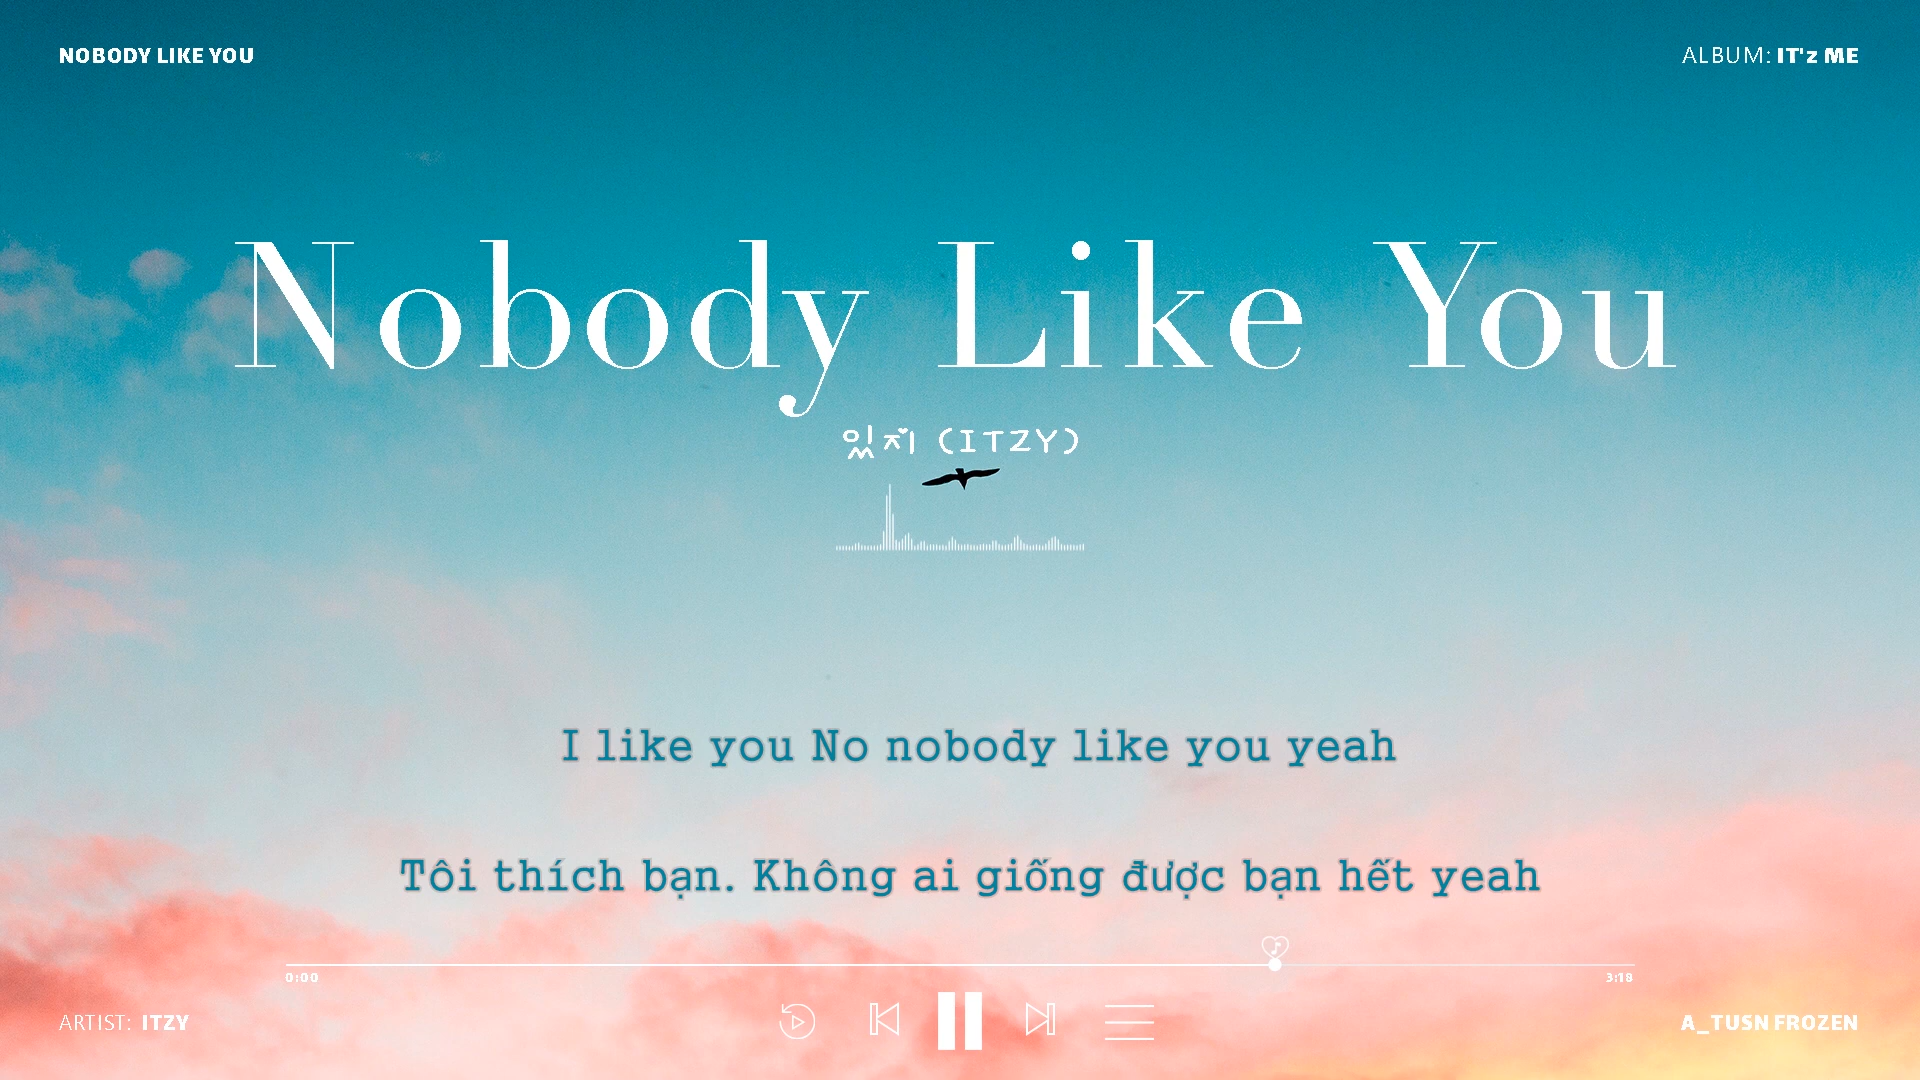 NOBODY LIKE YOU
ALBUM: IT'z ME
Nobody Like You
있지 (ITZY)
I like you No nobody like you yeah
Tôi thích bạn. Không ai giống được bạn hết yeah
0:00
3:18
ARTIST: ITZY
A_TUSN FROZEN